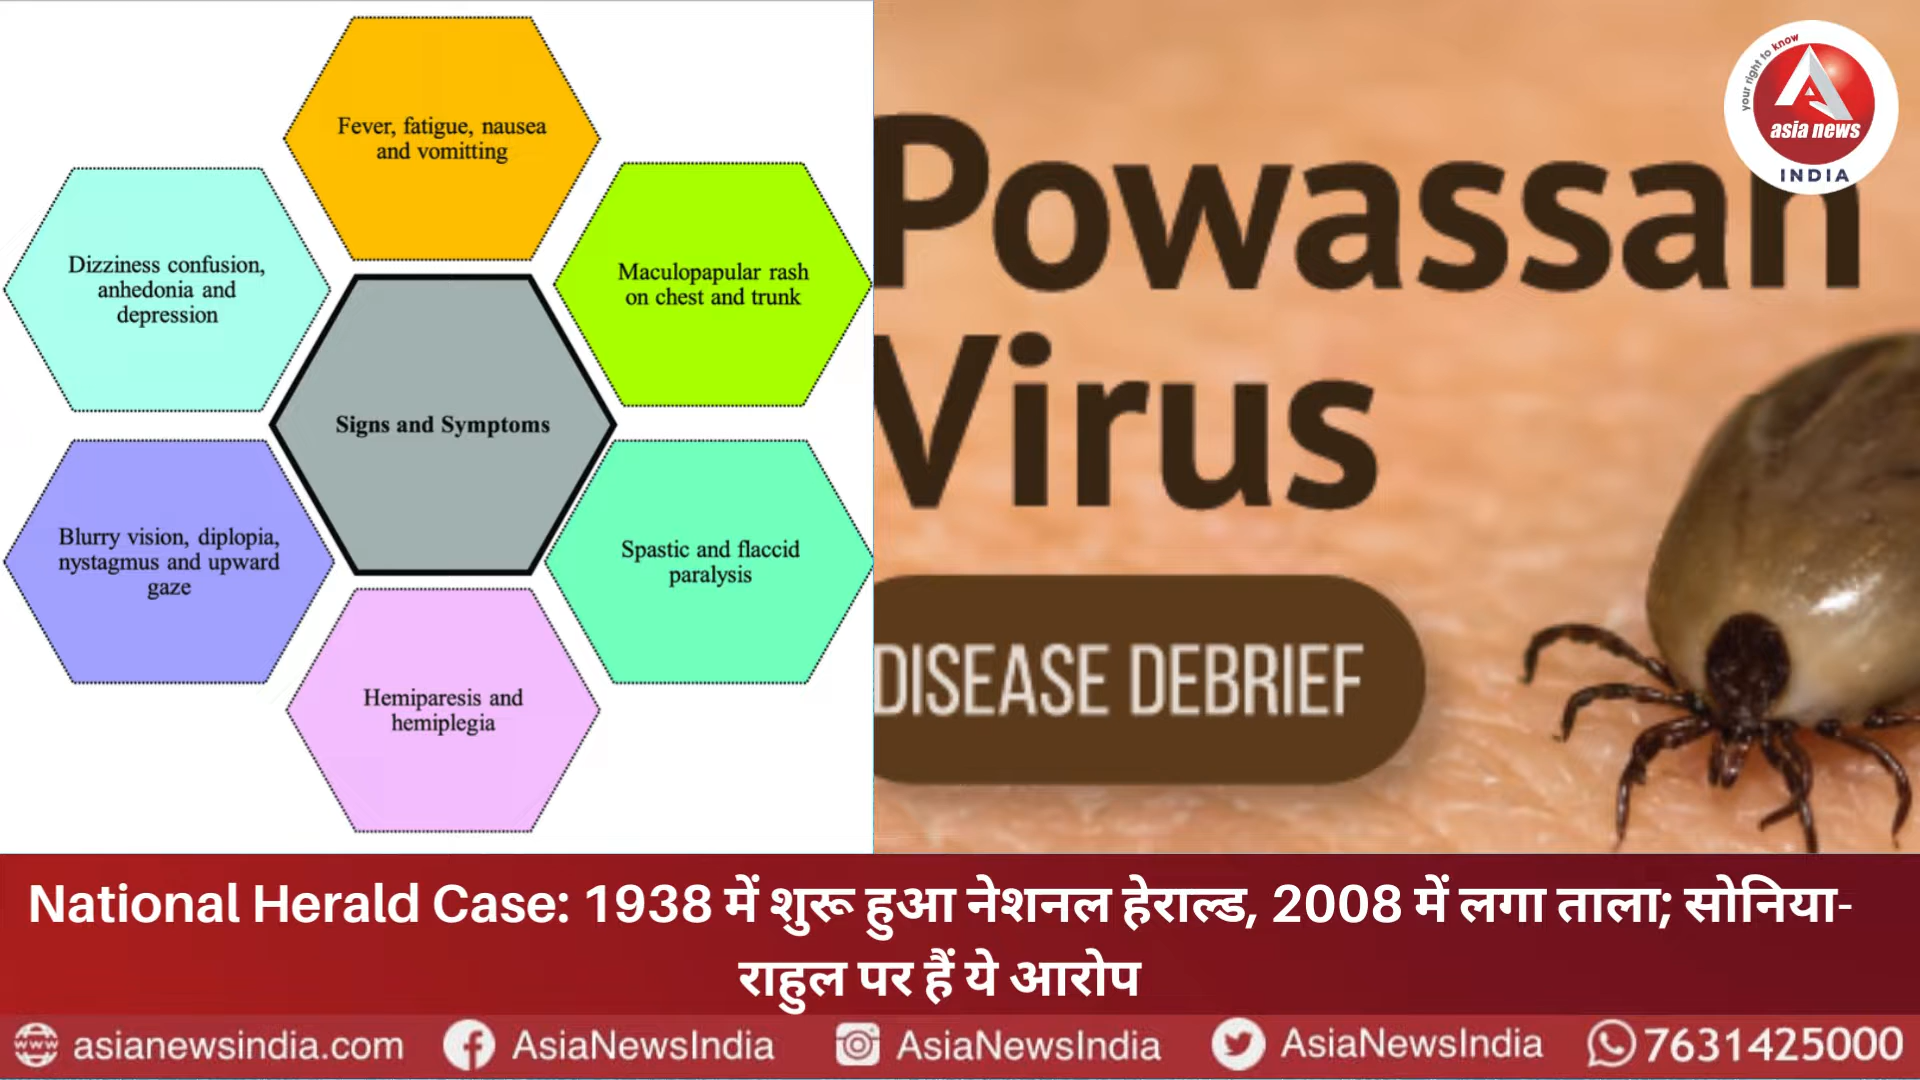 Fever, fatigue, nausea
and vomitting
Dizziness confusion,
anhedonia and
depression
Maculopapular rash
on chest and trunk
Signs and Symptoms
Blurry vision, diplopia,
nystagmus and upward
gaze
Spastic and flaccid
paralysis
Hemiparesis and
hemiplegia
Powassan
Virus
DISEASE DEBRIEF
your right to know
asia news
INDIA
National Herald Case: 1938 में शुरू हुआ नेशनल हेराल्ड, 2008 में लगा ताला; सोनिया-
राहुल पर हैं ये आरोप
asianewsindia.com AsiaNewsIndia AsiaNewsIndia AsiaNewsIndia 7631425000